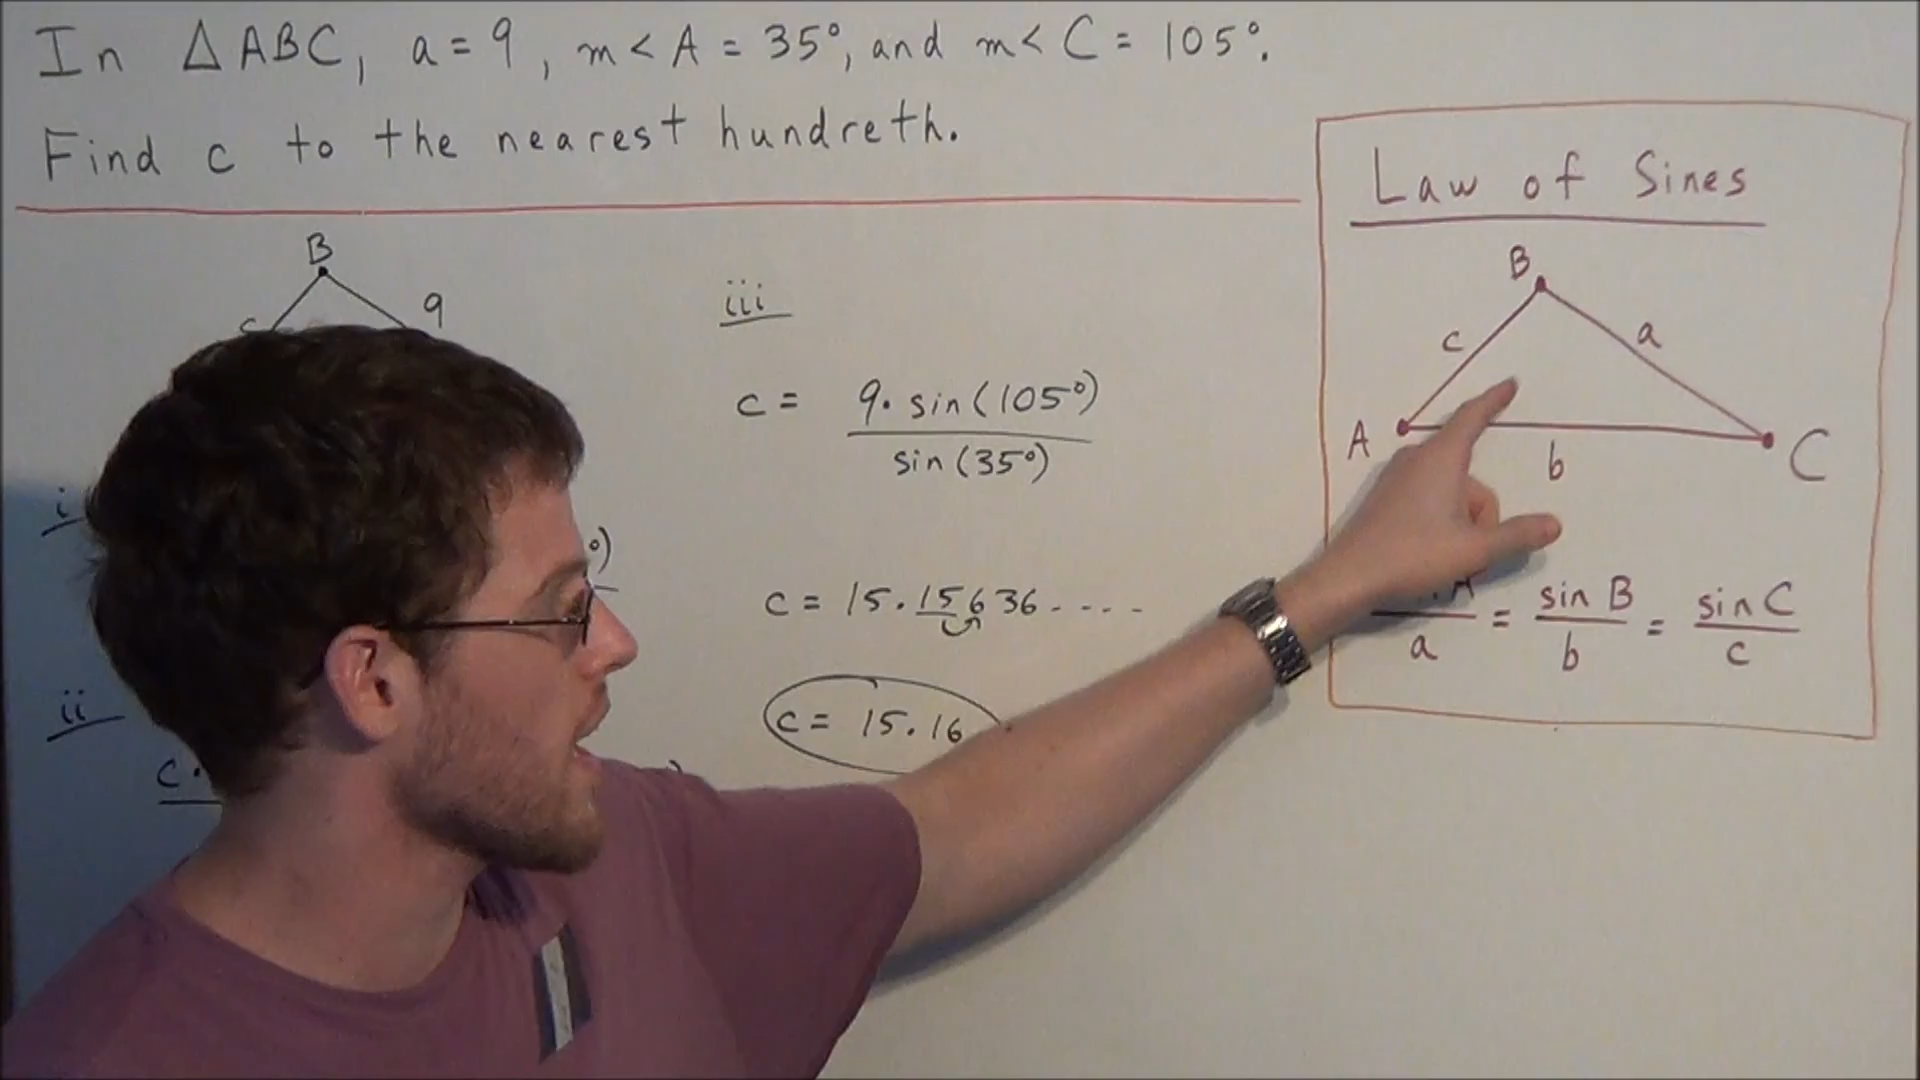 In △ABC, a = 9, m< A = 35°, and m< C = 105°.
Find c to the nearest hundreth.
B
9
c
i
°)
ii
c ·
iii
c = 9 · sin(105°)
sin(35°)
c = 15.15636....
c = 15.16
Law of Sines
B
c
a
A
b
C
= sin B = sin C
a b c